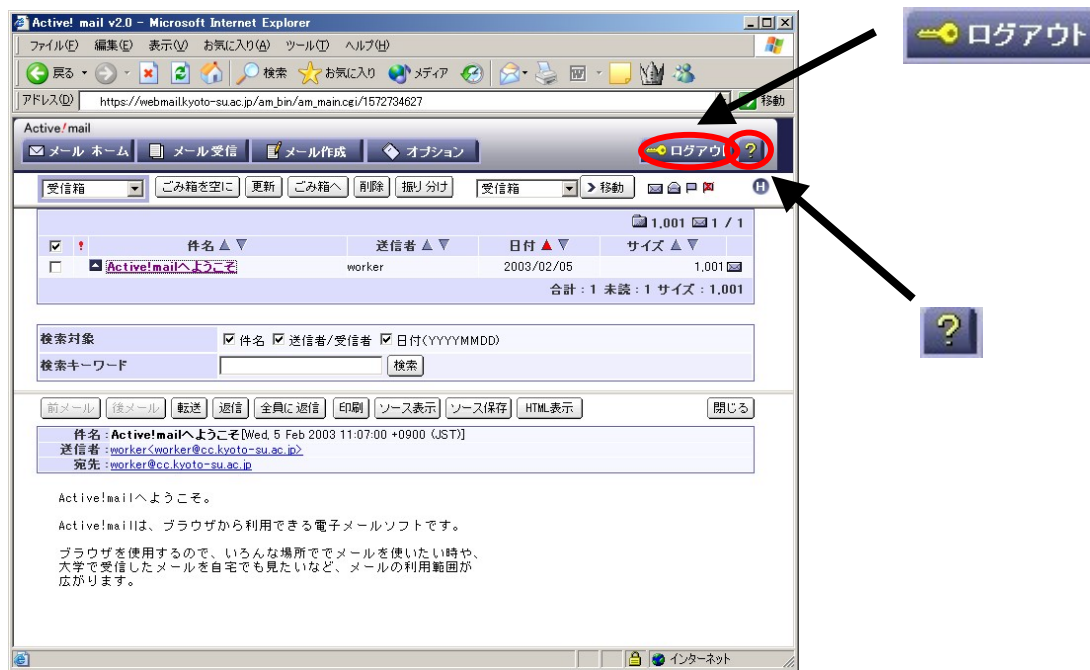 Active! mail v2.0 - Microsoft Internet Explorer
ファイル(F) 編集(E) 表示(V) お気に入り(A) ツール(T) ヘルプ(H)
戻る 検索 お気に入り メディア
アドレス(D) https://webmail.kyoto-su.ac.jp/am_bin/am_main.cgi/1572734627 移動
Active!mail
メール ホーム メール受信 メール作成 オプション ログアウト ?
受信箱 ごみ箱を空に 更新 ごみ箱へ 削除 振り分け 受信箱 移動 H
1,001 1 / 1
! 件名 送信者 日付 サイズ
Active!mailへようこそ worker 2003/02/05 1,001
合計:1 未読:1 サイズ:1,001
検索対象 件名 送信者/受信者 日付(YYYYMMDD)
検索キーワード 検索
前メール 後メール 転送 返信 全員に返信 印刷 ソース表示 ソース保存 HTML表示 閉じる
件名:Active!mailへようこそ[Wed, 5 Feb 2003 11:07:00 +0900 (JST)]
送信者:worker<worker@cc.kyoto-su.ac.jp>
宛先:worker@cc.kyoto-su.ac.jp
Active!mailへようこそ。
Active!mailは、ブラウザから利用できる電子メールソフトです。
ブラウザを使用するので、いろんな場所ででメールを使いたい時や、
大学で受信したメールを自宅でも見たいなど、メールの利用範囲が
広がります。
インターネット
ログアウト
?